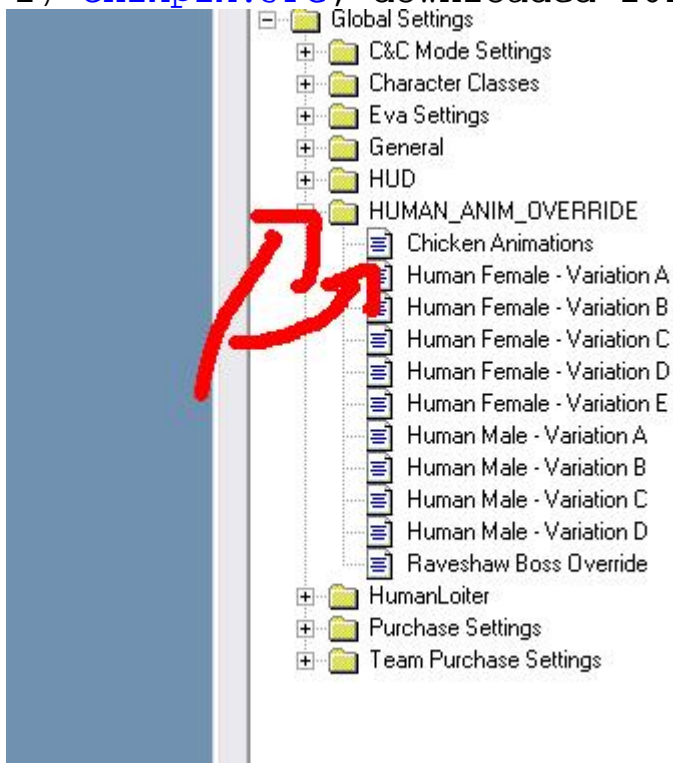 Global Settings
C&C Mode Settings
Character Classes
Eva Settings
General
HUD
HUMAN_ANIM_OVERRIDE
Chicken Animations
Human Female - Variation A
Human Female - Variation B
Human Female - Variation C
Human Female - Variation D
Human Female - Variation E
Human Male - Variation A
Human Male - Variation B
Human Male - Variation C
Human Male - Variation D
Raveshaw Boss Override
HumanLoiter
Purchase Settings
Team Purchase Settings